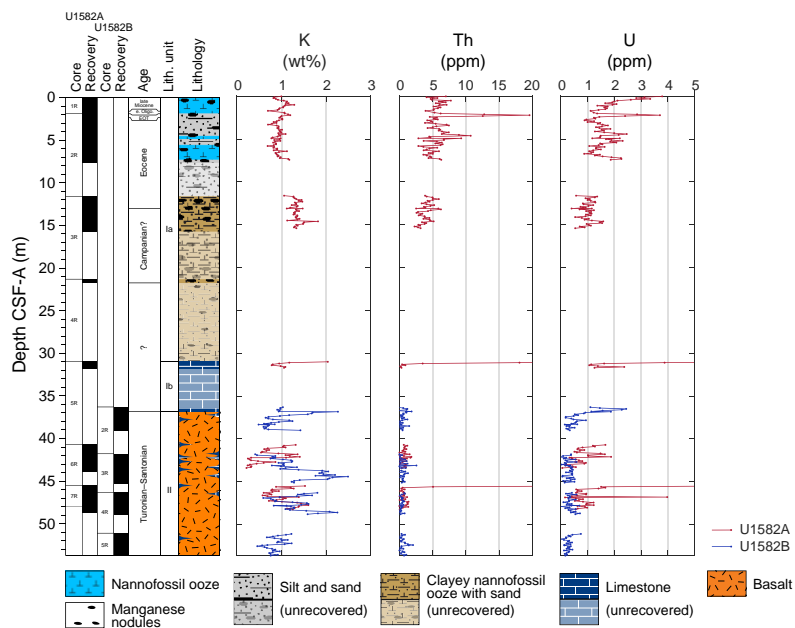 U1582A
U1582B
K
Th
U
(wt%)
(ppm)
(ppm)
Core
Recovery
Core
Recovery
Age
Lith. unit
Lithology
0
1
2
3
0
5
10
15
20
0
1
2
3
4
5
Depth CSF-A (m)
0
5
10
15
20
25
30
35
40
45
50
1R
2R
3R
4R
5R
6R
7R
2R
3R
4R
5R
late
Miocene
e. Oligo.
EOT
Eocene
Campanian?
?
Turonian–Santonian
Ia
Ib
II
U1582A
U1582B
Nannofossil ooze
Manganese
nodules
Silt and sand
(unrecovered)
Clayey nannofossil
ooze with sand
(unrecovered)
Limestone
(unrecovered)
Basalt